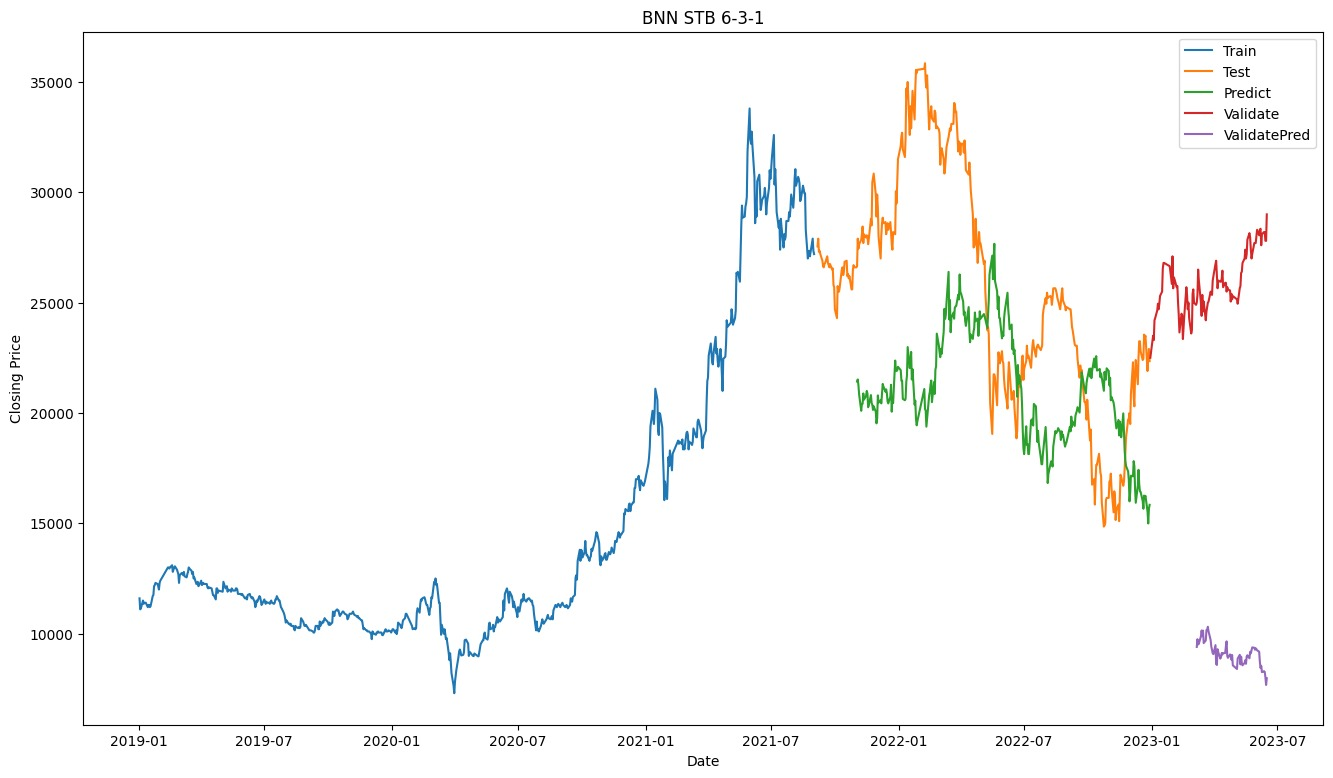 BNN STB 6-3-1
Train
Test
Predict
Validate
ValidatePred
Closing Price
35000
30000
25000
20000
15000
10000
2019-01
2019-07
2020-01
2020-07
2021-01
2021-07
2022-01
2022-07
2023-01
2023-07
Date